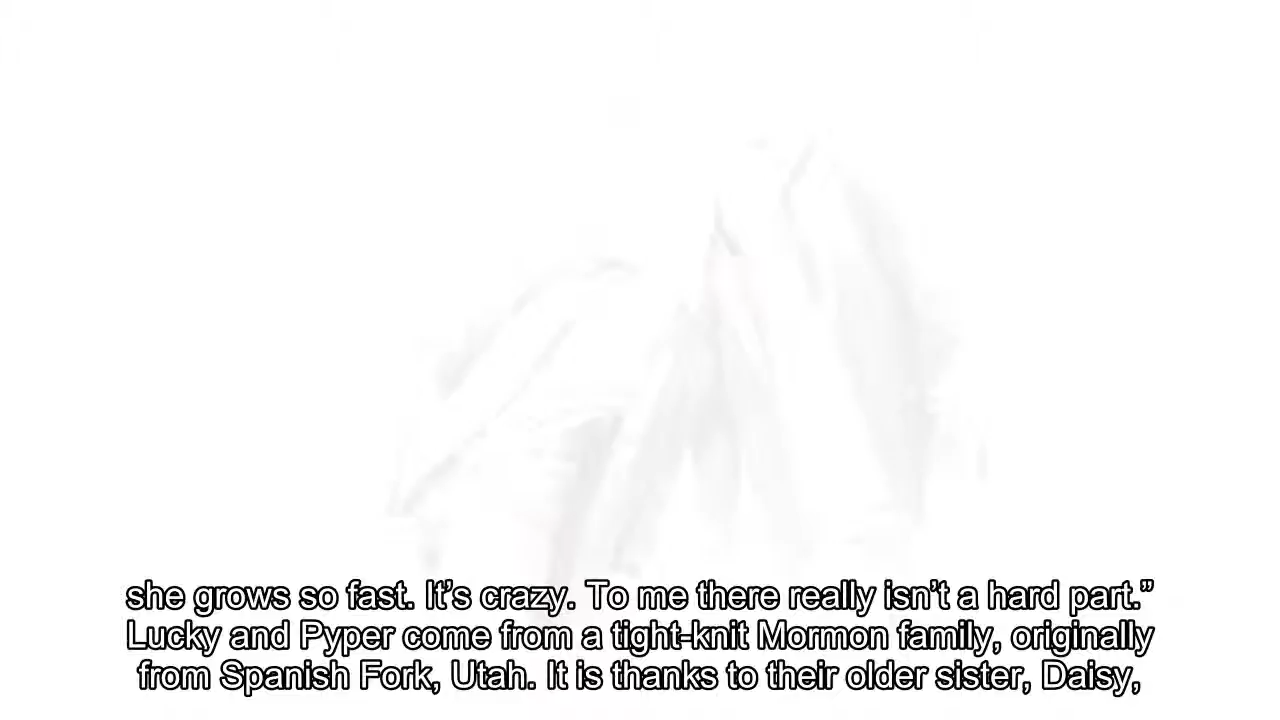 she grows so fast. It’s crazy. To me there really isn’t a hard part.”
Lucky and Pyper come from a tight-knit Mormon family, originally
from Spanish Fork, Utah. It is thanks to their older sister, Daisy,